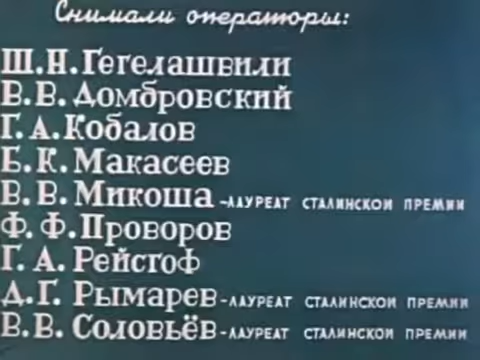 Снимали операторы:
Ш.Н.Гегелашвили
В.В.Домбровский
Г.А.Кобалов
Б.К.Макасеев
В.В.Микоша-ЛАУРЕАТ СТАЛИНСКОЙ ПРЕМИИ
Ф.Ф.Проворов
Г.А.Рейсгоф
Д.Г.Рымарев-ЛАУРЕАТ СТАЛИНСКОЙ ПРЕМИИ
В.В.Соловьёв-ЛАУРЕАТ СТАЛИНСКОЙ ПРЕМИИ